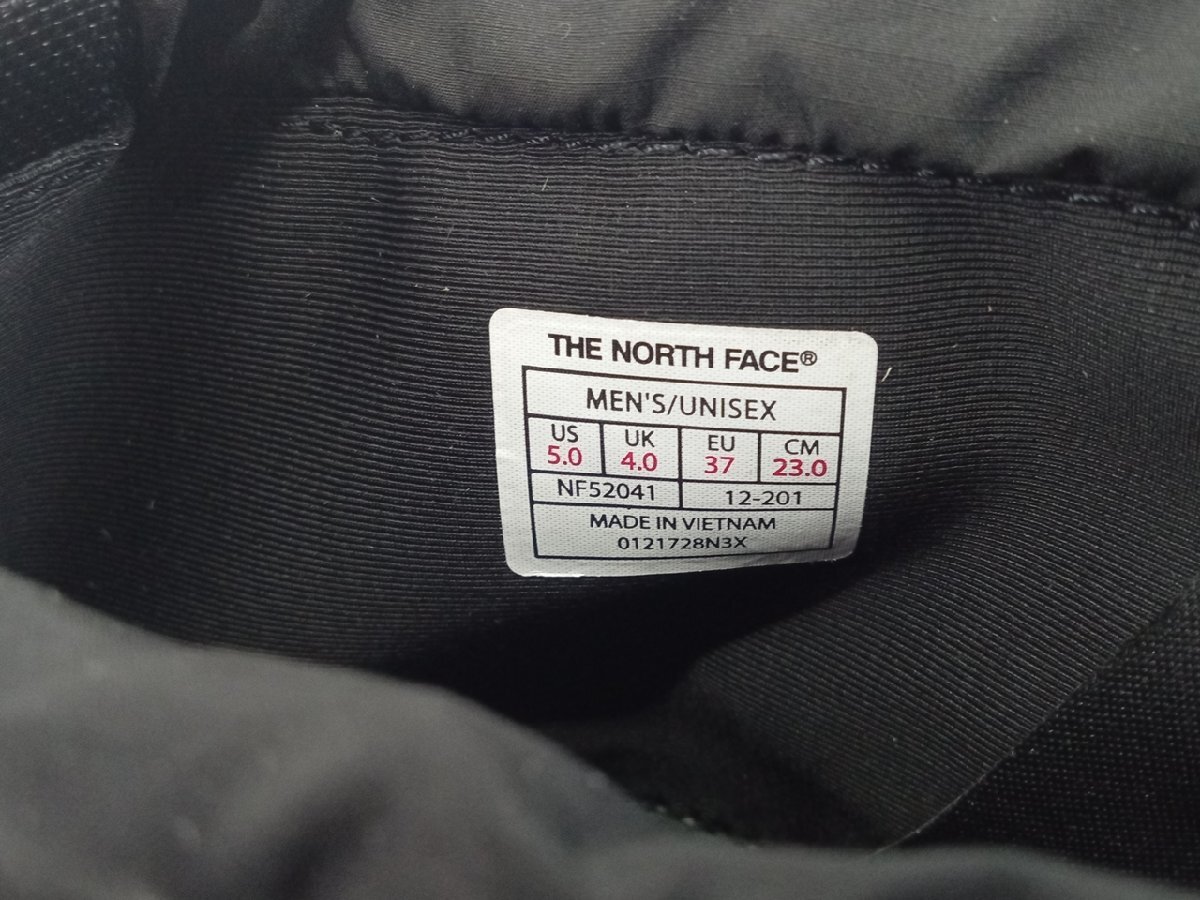 THE NORTH FACE®
MEN'S/UNISEX
US UK EU CM
5.0 4.0 37 23.0
NF52041 12-201
MADE IN VIETNAM
0121728N3X